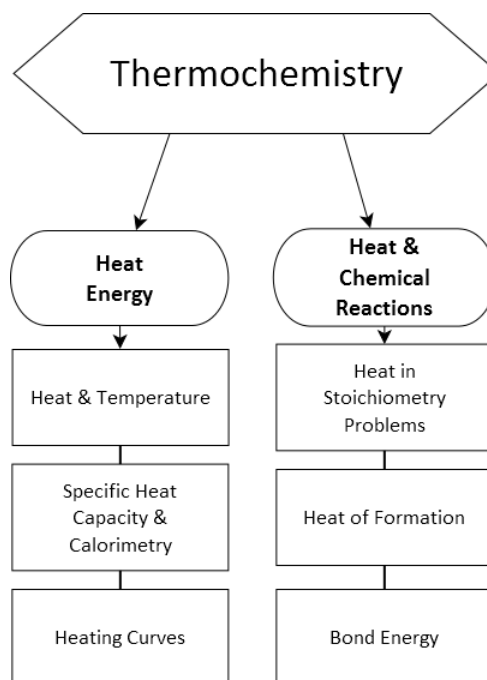 Thermochemistry
Heat
Energy
Heat & Temperature
Specific Heat
Capacity &
Calorimetry
Heating Curves
Heat &
Chemical
Reactions
Heat in
Stoichiometry
Problems
Heat of Formation
Bond Energy